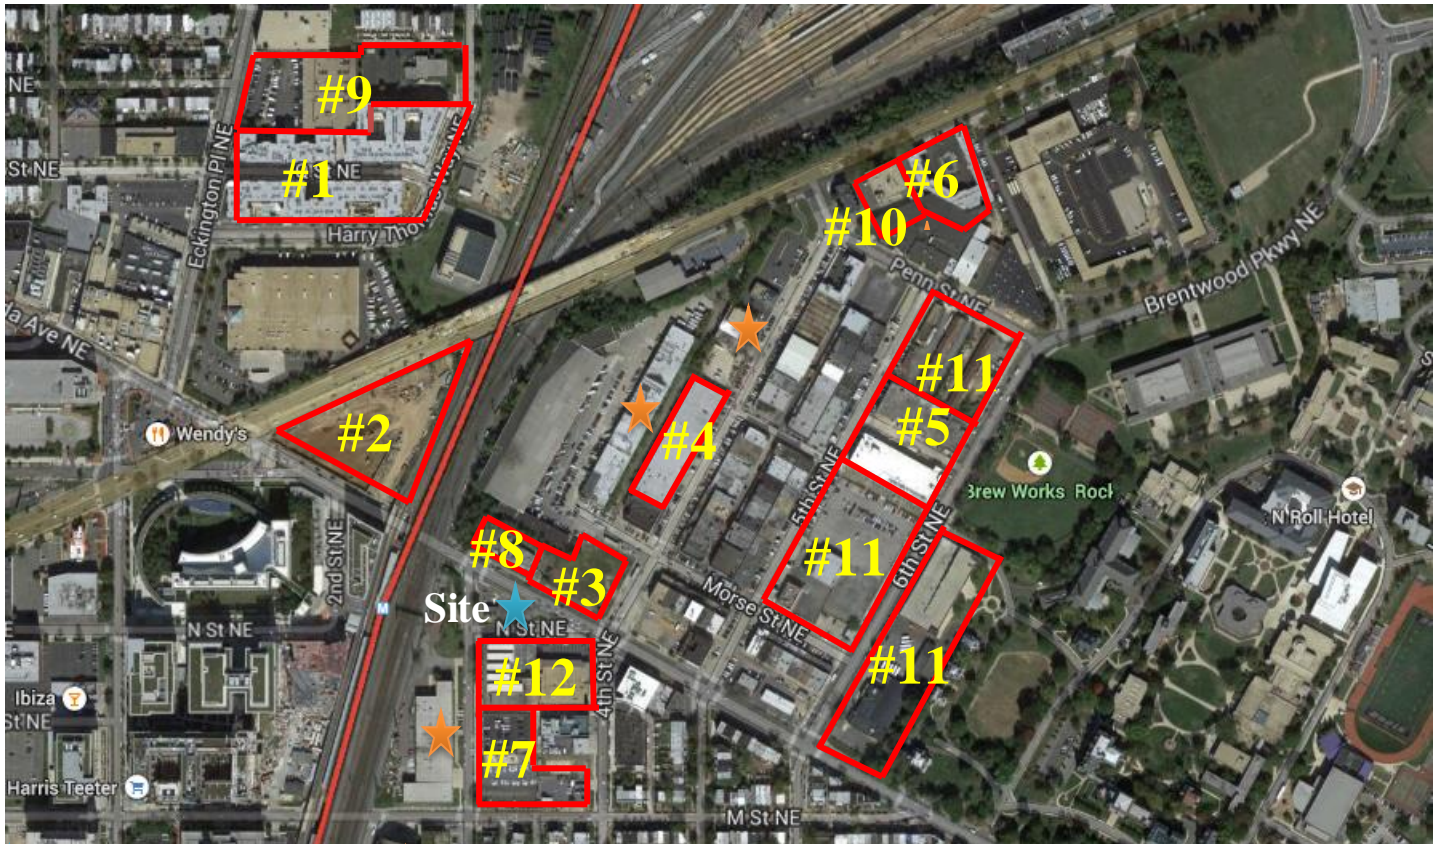 #9
NE
St NE
#1
St NE
Eckington Pl NE
#6
#10
Penn St NE
Brentwood Pkwy NE
Ave NE
Wendy's
#2
#11
#4
#5
5th St NE
Brew Works Rock
N Roll Hotel
2nd St NE
#8
#3
#11
6th St NE
M
Site
N St NE
N St NE
Morse St NE
#12
#11
4th St NE
Ibiza
St NE
#7
Harris Teeter
M St NE